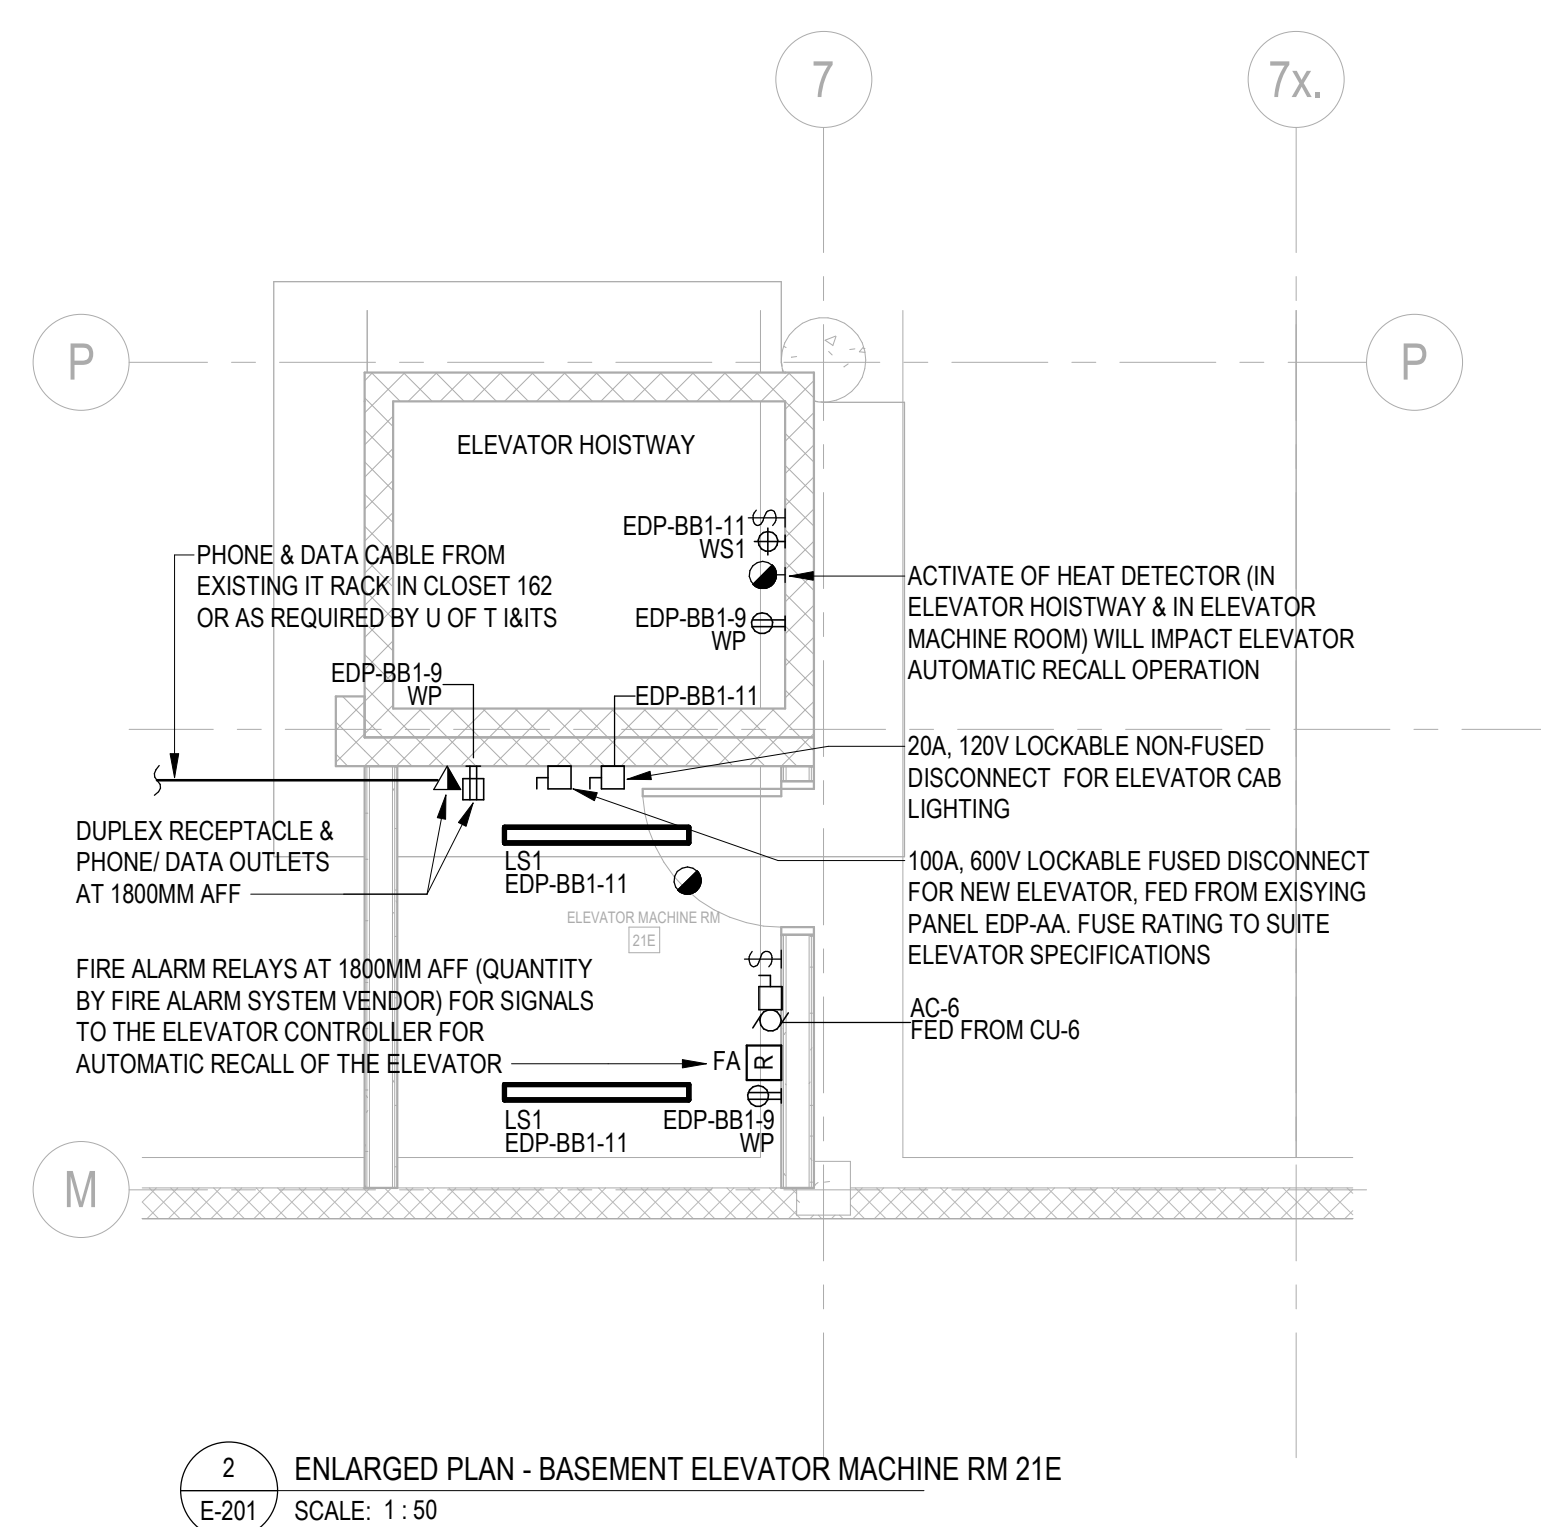 7
7x.
P
P
ELEVATOR HOISTWAY
EDP-BB1-11
WS1
PHONE & DATA CABLE FROM
EXISTING IT RACK IN CLOSET 162
OR AS REQUIRED BY U OF T I&ITS
ACTIVATE OF HEAT DETECTOR (IN
ELEVATOR HOISTWAY & IN ELEVATOR
MACHINE ROOM) WILL IMPACT ELEVATOR
AUTOMATIC RECALL OPERATION
EDP-BB1-9
WP
EDP-BB1-9
WP
EDP-BB1-11
20A, 120V LOCKABLE NON-FUSED
DISCONNECT FOR ELEVATOR CAB
LIGHTING
DUPLEX RECEPTACLE &
PHONE/ DATA OUTLETS
AT 1800MM AFF
LS1
EDP-BB1-11
100A, 600V LOCKABLE FUSED DISCONNECT
FOR NEW ELEVATOR, FED FROM EXISYING
PANEL EDP-AA. FUSE RATING TO SUITE
ELEVATOR SPECIFICATIONS
ELEVATOR MACHINE RM
21E
FIRE ALARM RELAYS AT 1800MM AFF (QUANTITY
BY FIRE ALARM SYSTEM VENDOR) FOR SIGNALS
TO THE ELEVATOR CONTROLLER FOR
AUTOMATIC RECALL OF THE ELEVATOR
S
S
AC-6
FED FROM CU-6
FA R
LS1
EDP-BB1-11
EDP-BB1-9
WP
M
2
E-201
ENLARGED PLAN - BASEMENT ELEVATOR MACHINE RM 21E
SCALE: 1 : 50